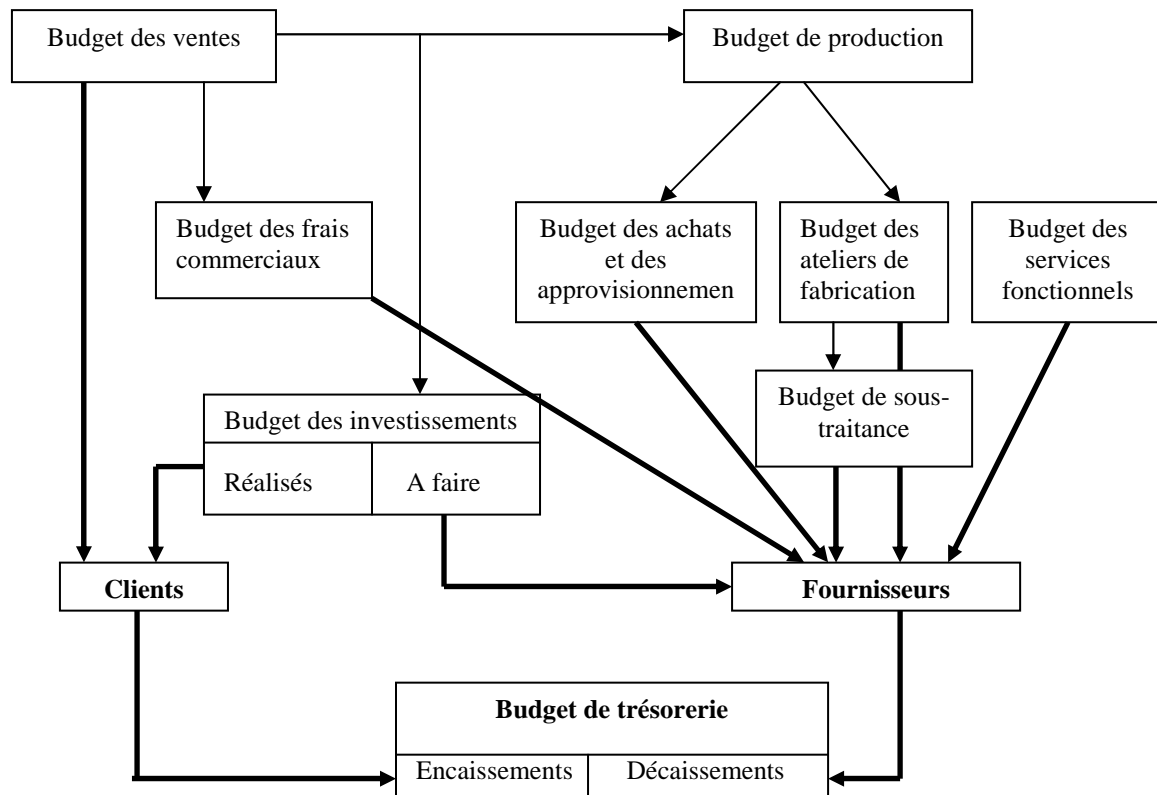 Budget des ventes
Budget de production
Budget des frais
commerciaux
Budget des achats
et des
approvisionnemen
Budget des
ateliers de
fabrication
Budget des
services
fonctionnels
Budget de sous-
traitance
Budget des investissements
Réalisés
A faire
Clients
Fournisseurs
Budget de trésorerie
Encaissements
Décaissements